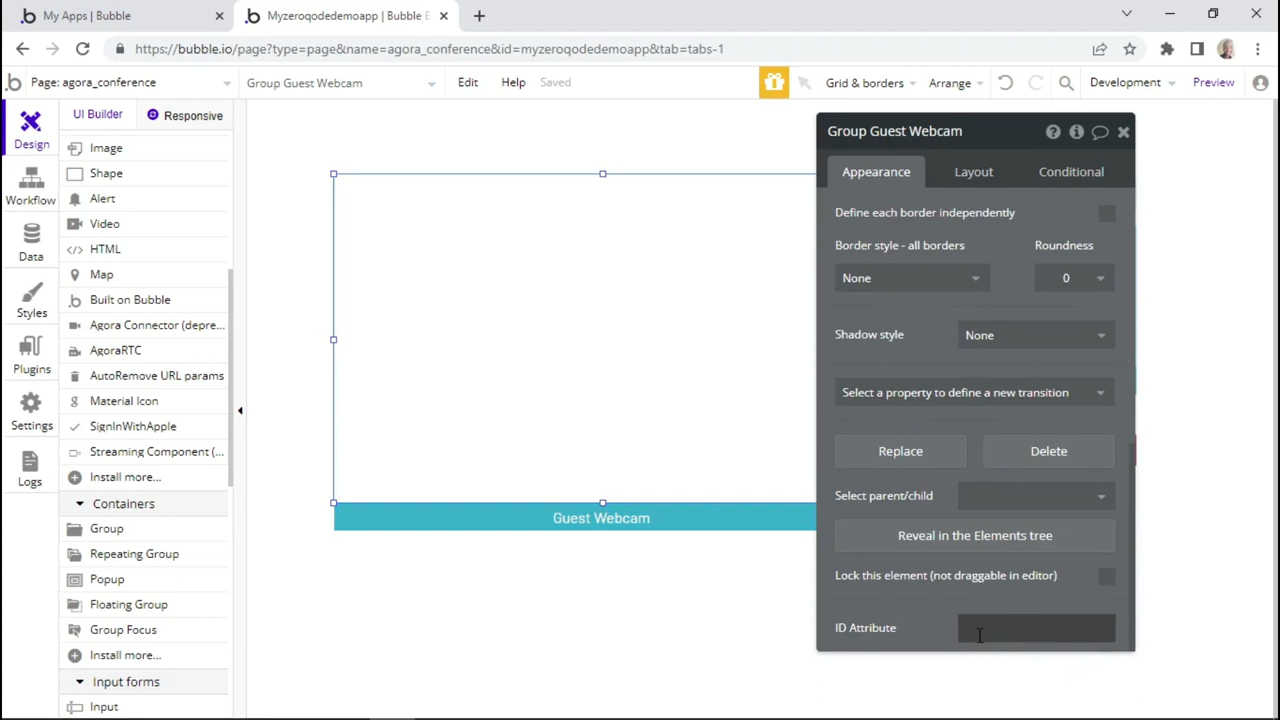 My Apps | Bubble
Myzeroqodedemoapp | Bubble E
https://bubble.io/page?type=page&name=agora_conference&id=myzeroqodedemoapp&tab=tabs-1
Page: agora_conference
Group Guest Webcam
Edit
Help
Saved
Grid & borders
Arrange
Development
Preview
Design
Workflow
Data
Styles
Plugins
Settings
Logs
UI Builder
Responsive
Image
Shape
Alert
Video
HTML
Map
Built on Bubble
Agora Connector (depre...
AgoraRTC
AutoRemove URL params
Material Icon
SignInWithApple
Streaming Component (...
Install more...
Containers
Group
Repeating Group
Popup
Floating Group
Group Focus
Install more...
Input forms
Input
Guest Webcam
Group Guest Webcam
Appearance
Layout
Conditional
Define each border independently
Border style - all borders
Roundness
None
0
Shadow style
None
Select a property to define a new transition
Replace
Delete
Select parent/child
Reveal in the Elements tree
Lock this element (not draggable in editor)
ID Attribute